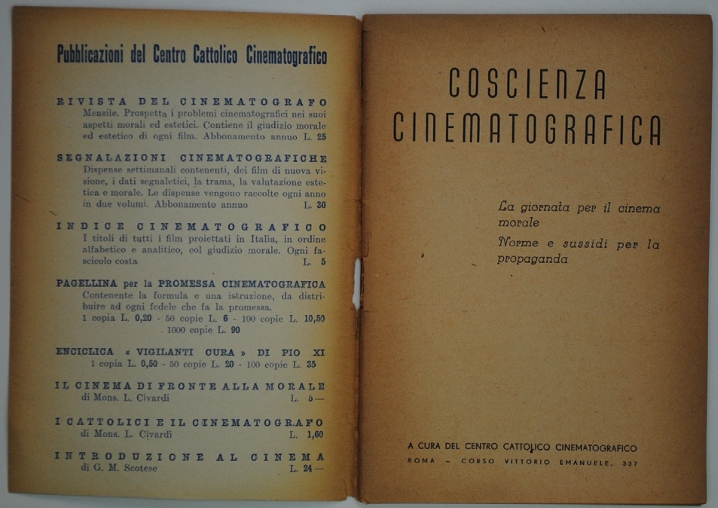 Pubblicazioni del Centro Cattolico Cinematografico
RIVISTA DEL CINEMATOGRAFO
Mensile. Prospetta i problemi cinematografici nei suoi
aspetti morali ed estetici. Contiene il giudizio morale
ed estetico di ogni film. Abbonamento annuo L. 25
SEGNALAZIONI CINEMATOGRAFICHE
Dispense settimanali contenenti, dei film di nuova vi-
sione, i dati segnaletici, la trama, la valutazione este-
tica e morale. Le dispense vengono raccolte ogni anno
in due volumi. Abbonamento annuo L. 30
INDICE CINEMATOGRAFICO
I titoli di tutti i film proiettati in Italia, in ordine
alfabetico e analitico, col giudizio morale. Ogni fa-
scicolo costa L. 5
PAGELLINA per la PROMESSA CINEMATOGRAFICA
Contenente la formula e una istruzione, da distri-
buire ad ogni fedele che fa la promessa.
1 copia L. 0,20 - 50 copie L. 6 - 100 copie L. 10,50
1000 copie L. 90
ENCICLICA « VIGILANTI CURA » DI PIO XI
1 copia L. 0,50 - 50 copie L. 20 - 100 copie L. 35
IL CINEMA DI FRONTE ALLA MORALE
di Mons. L. Civardi L. 5 —
I CATTOLICI E IL CINEMATOGRAFO
di Mons. L. Civardi L. 1,60
INTRODUZIONE AL CINEMA
di G. M. Scotese L. 24 —
COSCIENZA
CINEMATOGRAFICA
La giornata per il cinema
morale
Norme e sussidi per la
propaganda
A CURA DEL CENTRO CATTOLICO CINEMATOGRAFICO
ROMA - CORSO VITTORIO EMANUELE, 337